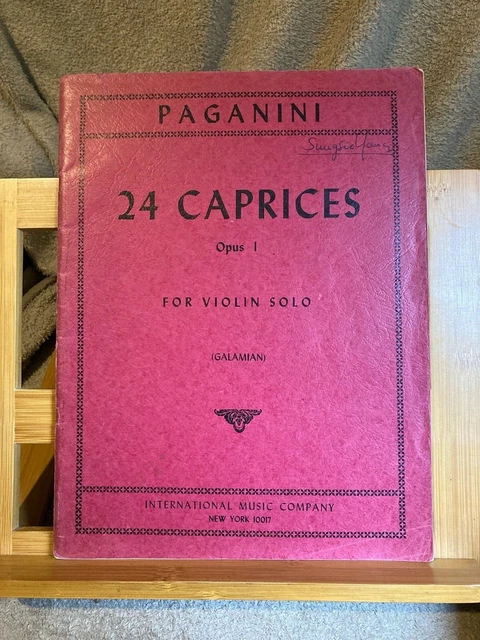 PAGANINI
24 CAPRICES
Opus 1
FOR VIOLIN SOLO
(GALAMIAN)
INTERNATIONAL MUSIC COMPANY
NEW YORK 10017